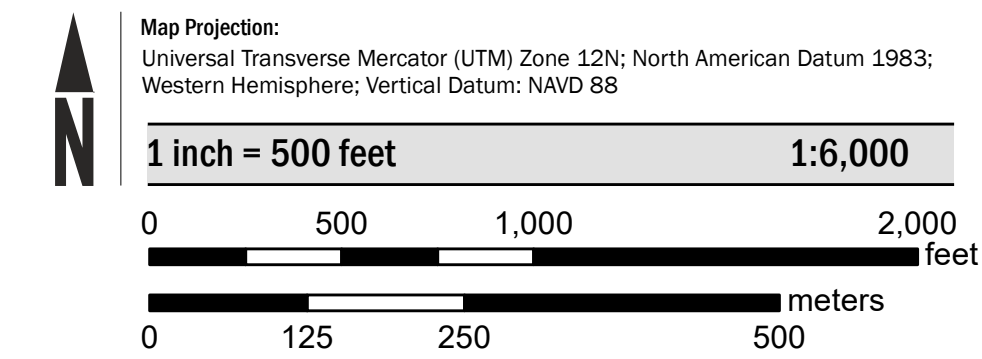 Map Projection:
Universal Transverse Mercator (UTM) Zone 12N; North American Datum 1983;
Western Hemisphere; Vertical Datum: NAVD 88
N
1 inch = 500 feet 1:6,000
0 500 1,000 2,000
feet
meters
0 125 250 500